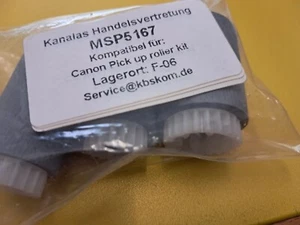 Kanalas Handelsvertretung
MSP5167
Kompatibel für:
Canon Pick up roller kit
Lagerort: F-06
Service@kbskom.de